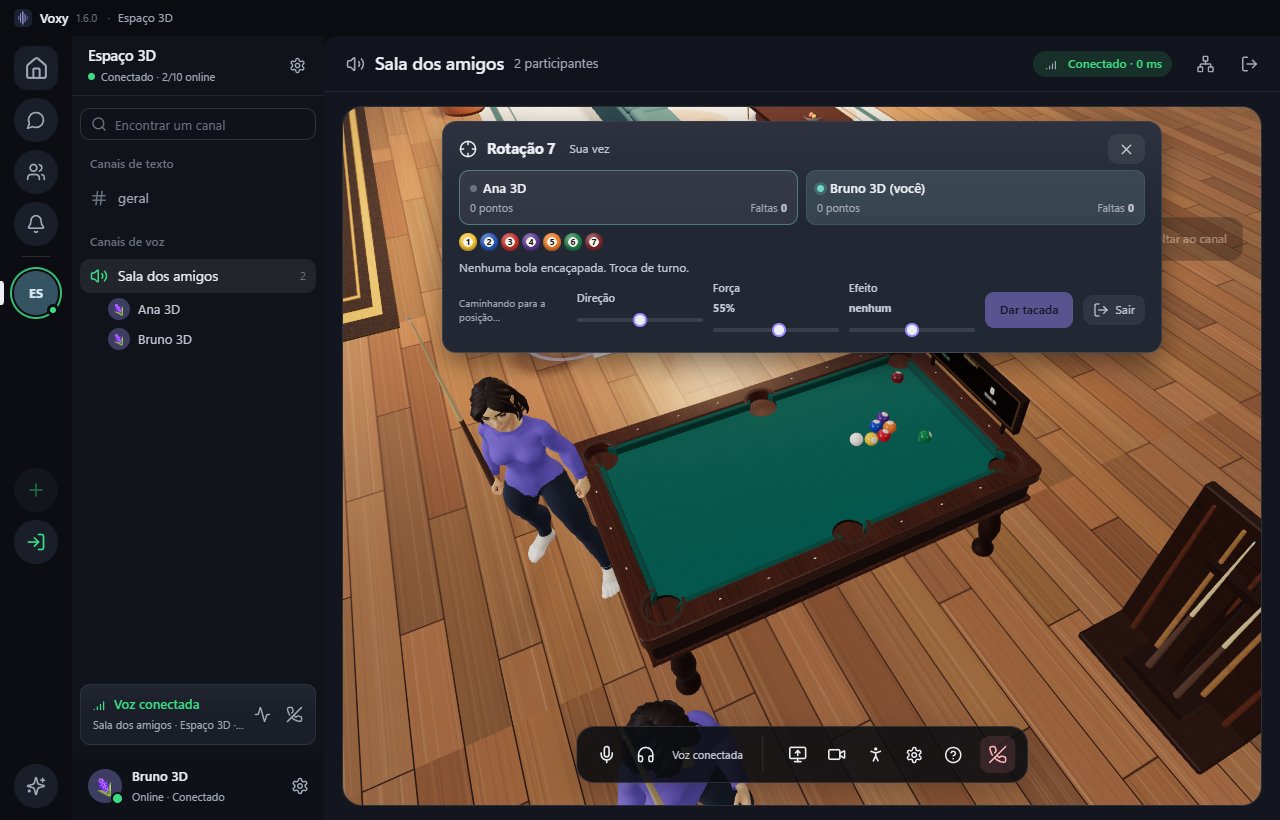 Voxy 1.6.0 · Espaço 3D
Espaço 3D
Conectado · 2/10 online
Encontrar um canal
Canais de texto
# geral
Canais de voz
Sala dos amigos 2
Ana 3D
Bruno 3D
ES
Voz conectada
Sala dos amigos · Espaço 3D ·...
Bruno 3D
Online · Conectado
Sala dos amigos 2 participantes
Conectado · 0 ms
Rotação 7 Sua vez
Ana 3D
0 pontos Faltas 0
Bruno 3D (você)
0 pontos Faltas 0
1 2 3 4 5 6 7
Nenhuma bola encaçapada. Troca de turno.
Caminhando para a
posição...
Direção
Força
55%
Efeito
nenhum
Dar tacada
Sair
ltar ao canal
Voz conectada